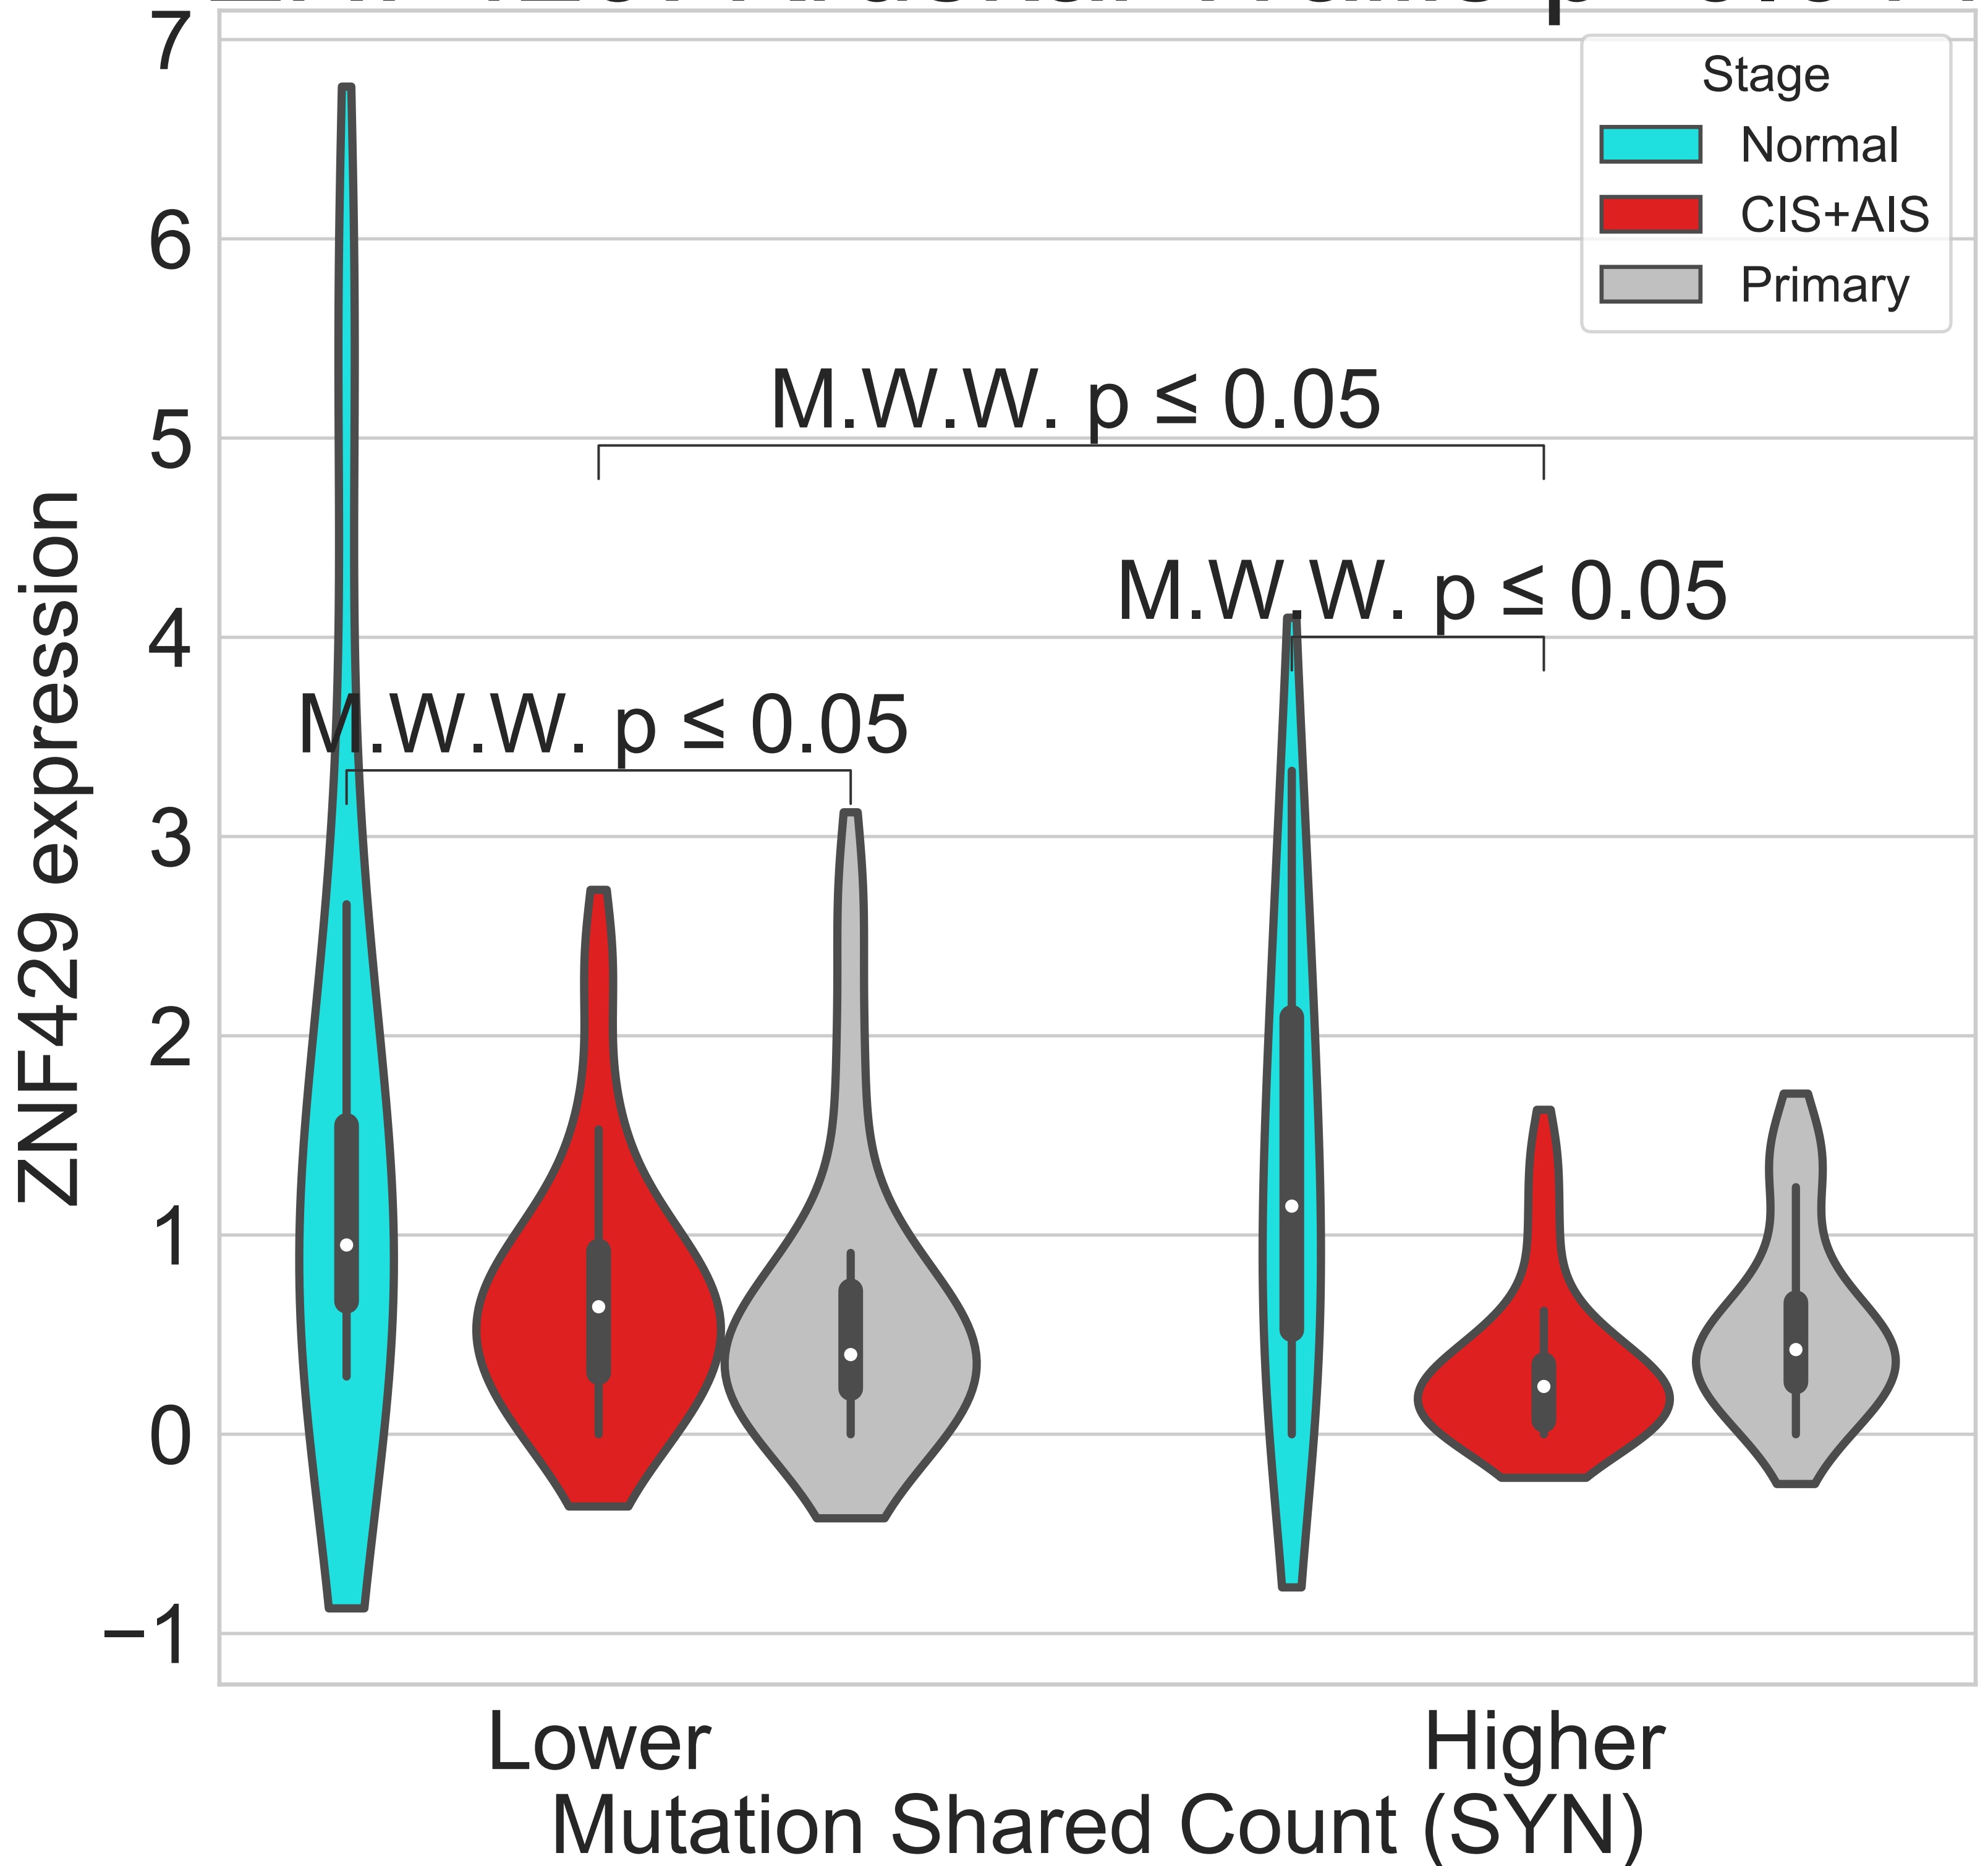 7
Stage
Normal
6
CIS+AIS
Primary
M.W.W. p ≤ 0.05
5
M.W.W. p ≤ 0.05
4
M.W.W. p ≤ 0.05
3
ZNF429 expression
2
1
0
−1
Lower
Higher
Mutation Shared Count (SYN)